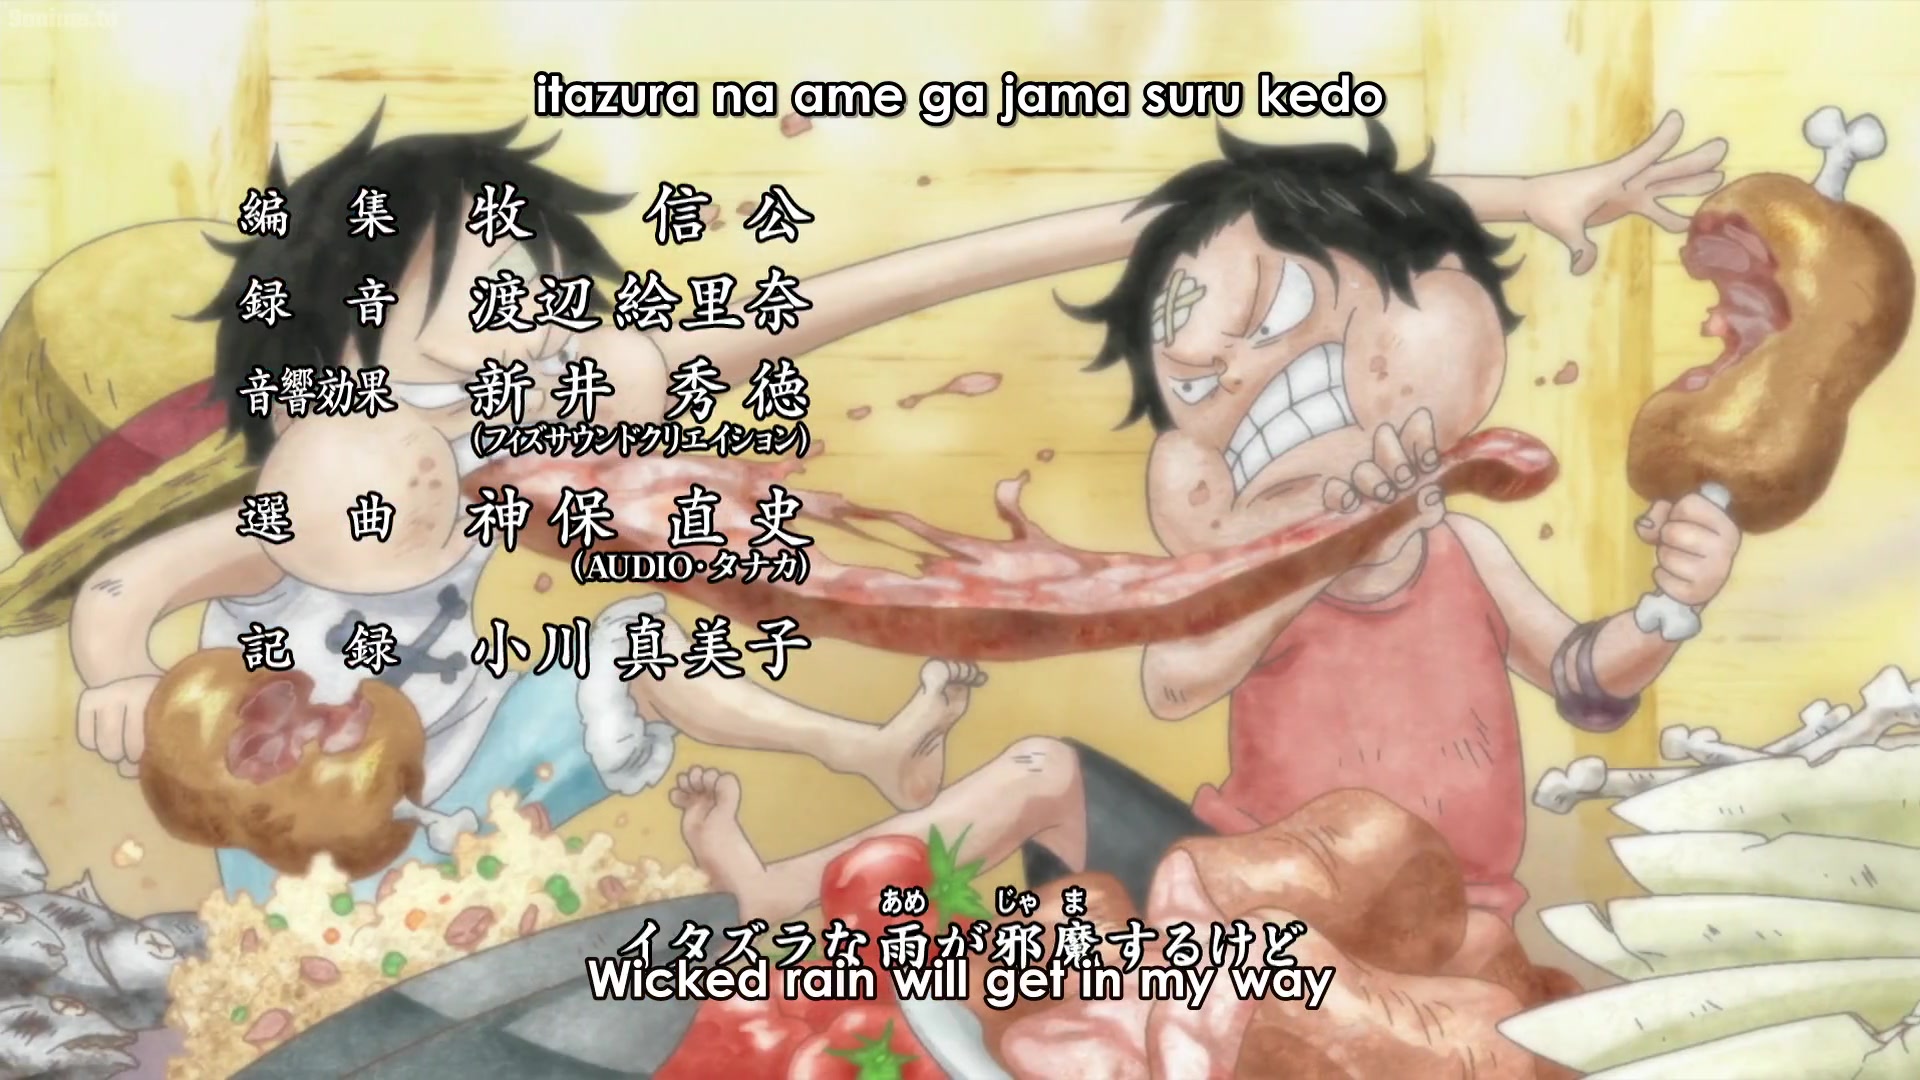 9anime.to
itazura na ame ga jama suru kedo
編集 牧 信公
録音 渡辺 絵里奈
音響効果 新井 秀徳
(フィズサウンドクリエイション)
選曲 神保 直史
(AUDIO・タナカ)
記録 小川 真美子
あめ じゃま
イタズラな雨が邪魔するけど
Wicked rain will get in my way